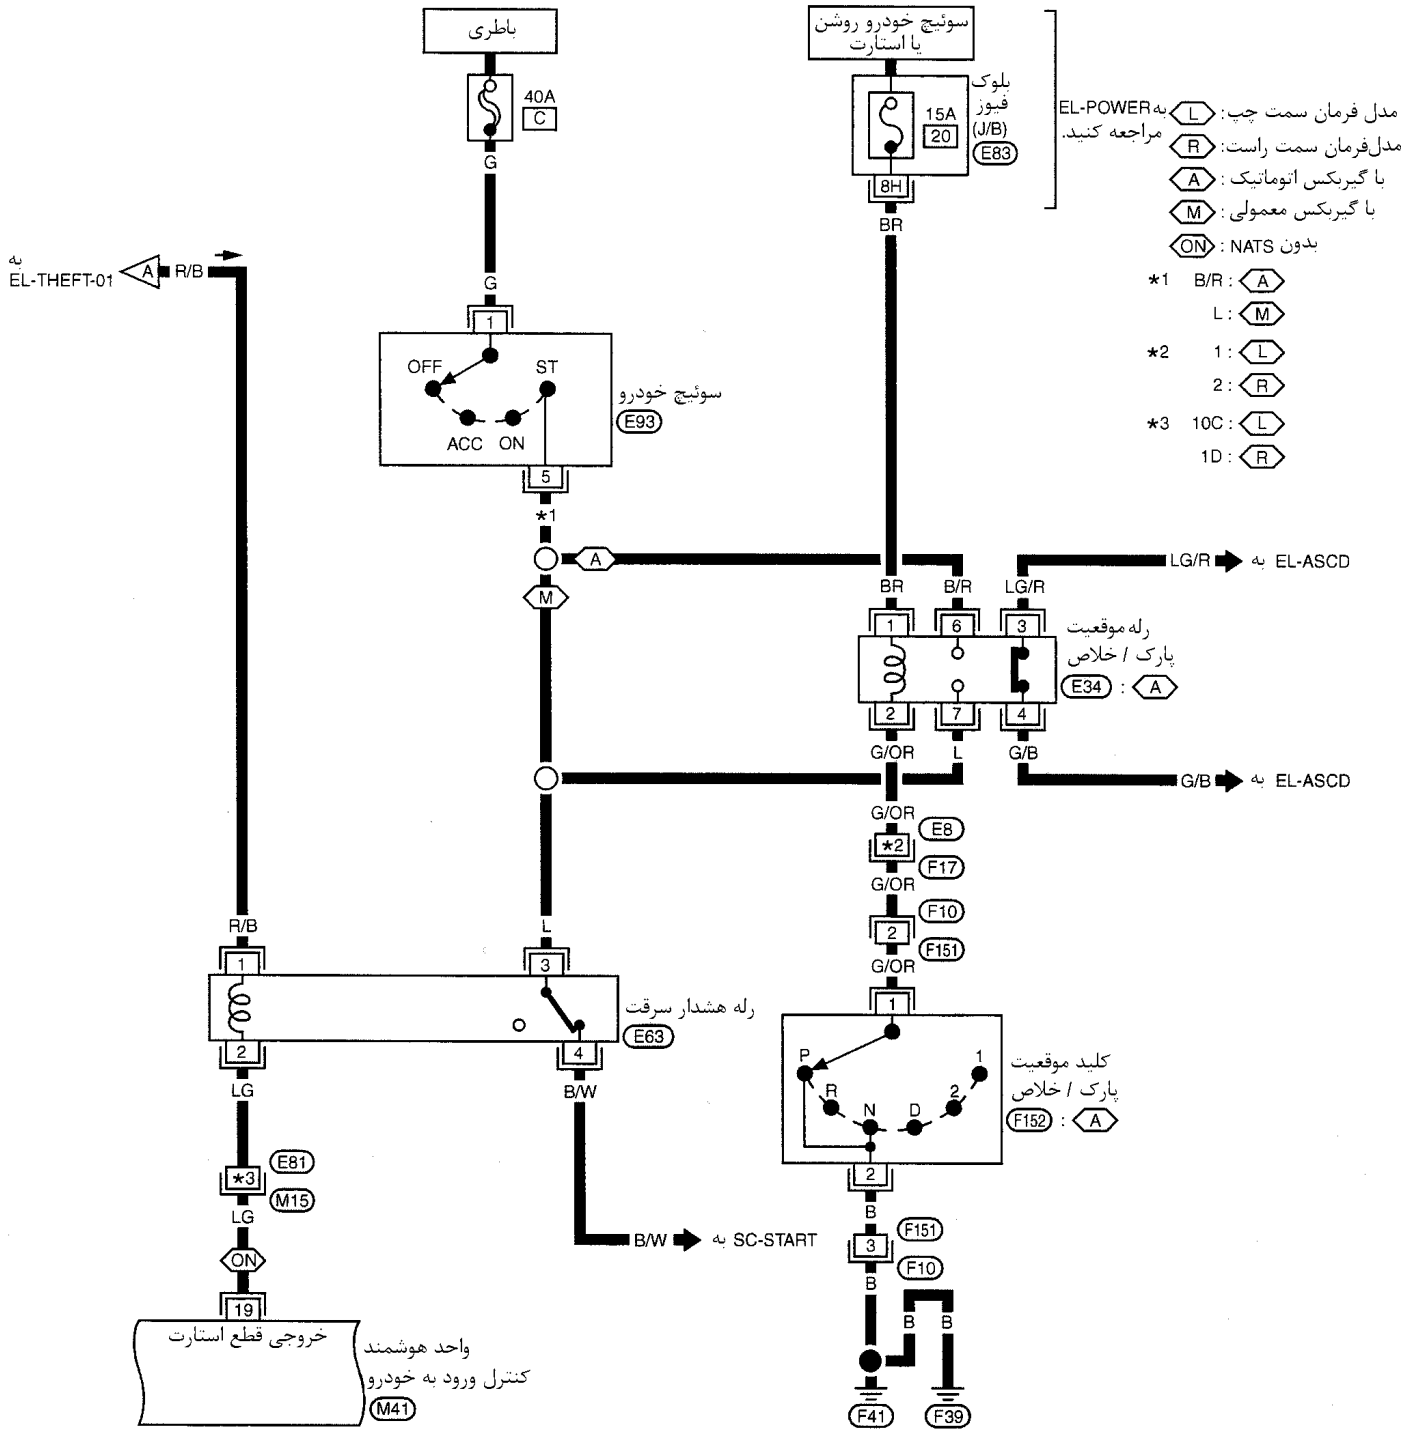 باطری
40A
C
G
G
1
OFF
ST
ACC
ON
سوئیچ خودرو
E93
5
★1
A
M
سوئیچ خودرو روشن
یا استارت
بلوک
فیوز
(J/B)
E83
15A
20
8H
BR
به EL-POWER
مراجعه کنید.
L : مدل فرمان سمت چپ
R : مدل فرمان سمت راست
A : با گیربکس اتوماتیک
M : با گیربکس معمولی
ON : NATS بدون
★1 B/R : A
L : M
★2 1 : L
2 : R
★3 10C : L
1D : R
به
EL-THEFT-01
A
R/B
BR
B/R
LG/R
LG/R
به EL-ASCD
1
6
3
رله موقعیت
پارک / خلاص
E34 : A
2
7
4
G/OR
L
G/B
G/B
به EL-ASCD
G/OR
E8
★2
F17
G/OR
F10
2
F151
G/OR
1
P
R
N
D
2
1
کلید موقعیت
پارک / خلاص
F152 : A
2
B
F151
3
F10
B
B
B
F41
F39
R/B
L
1
3
رله هشدار سرقت
E63
2
4
LG
B/W
B/W
به SC-START
E81
★3
M15
LG
ON
19
خروجی قطع استارت
واحد هوشمند
کنترل ورود به خودرو
M41